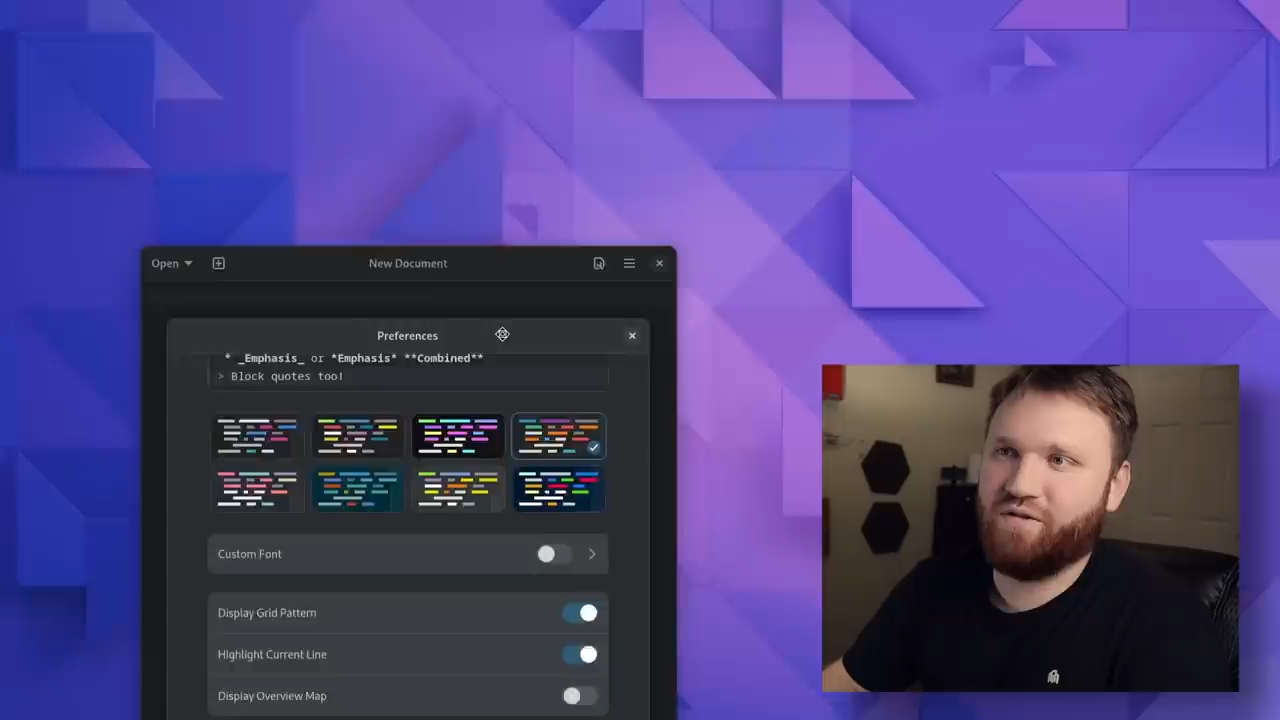 Open
New Document
Preferences
* _Emphasis_ or *Emphasis* **Combined**
> Block quotes too!
Custom Font
Display Grid Pattern
Highlight Current Line
Display Overview Map